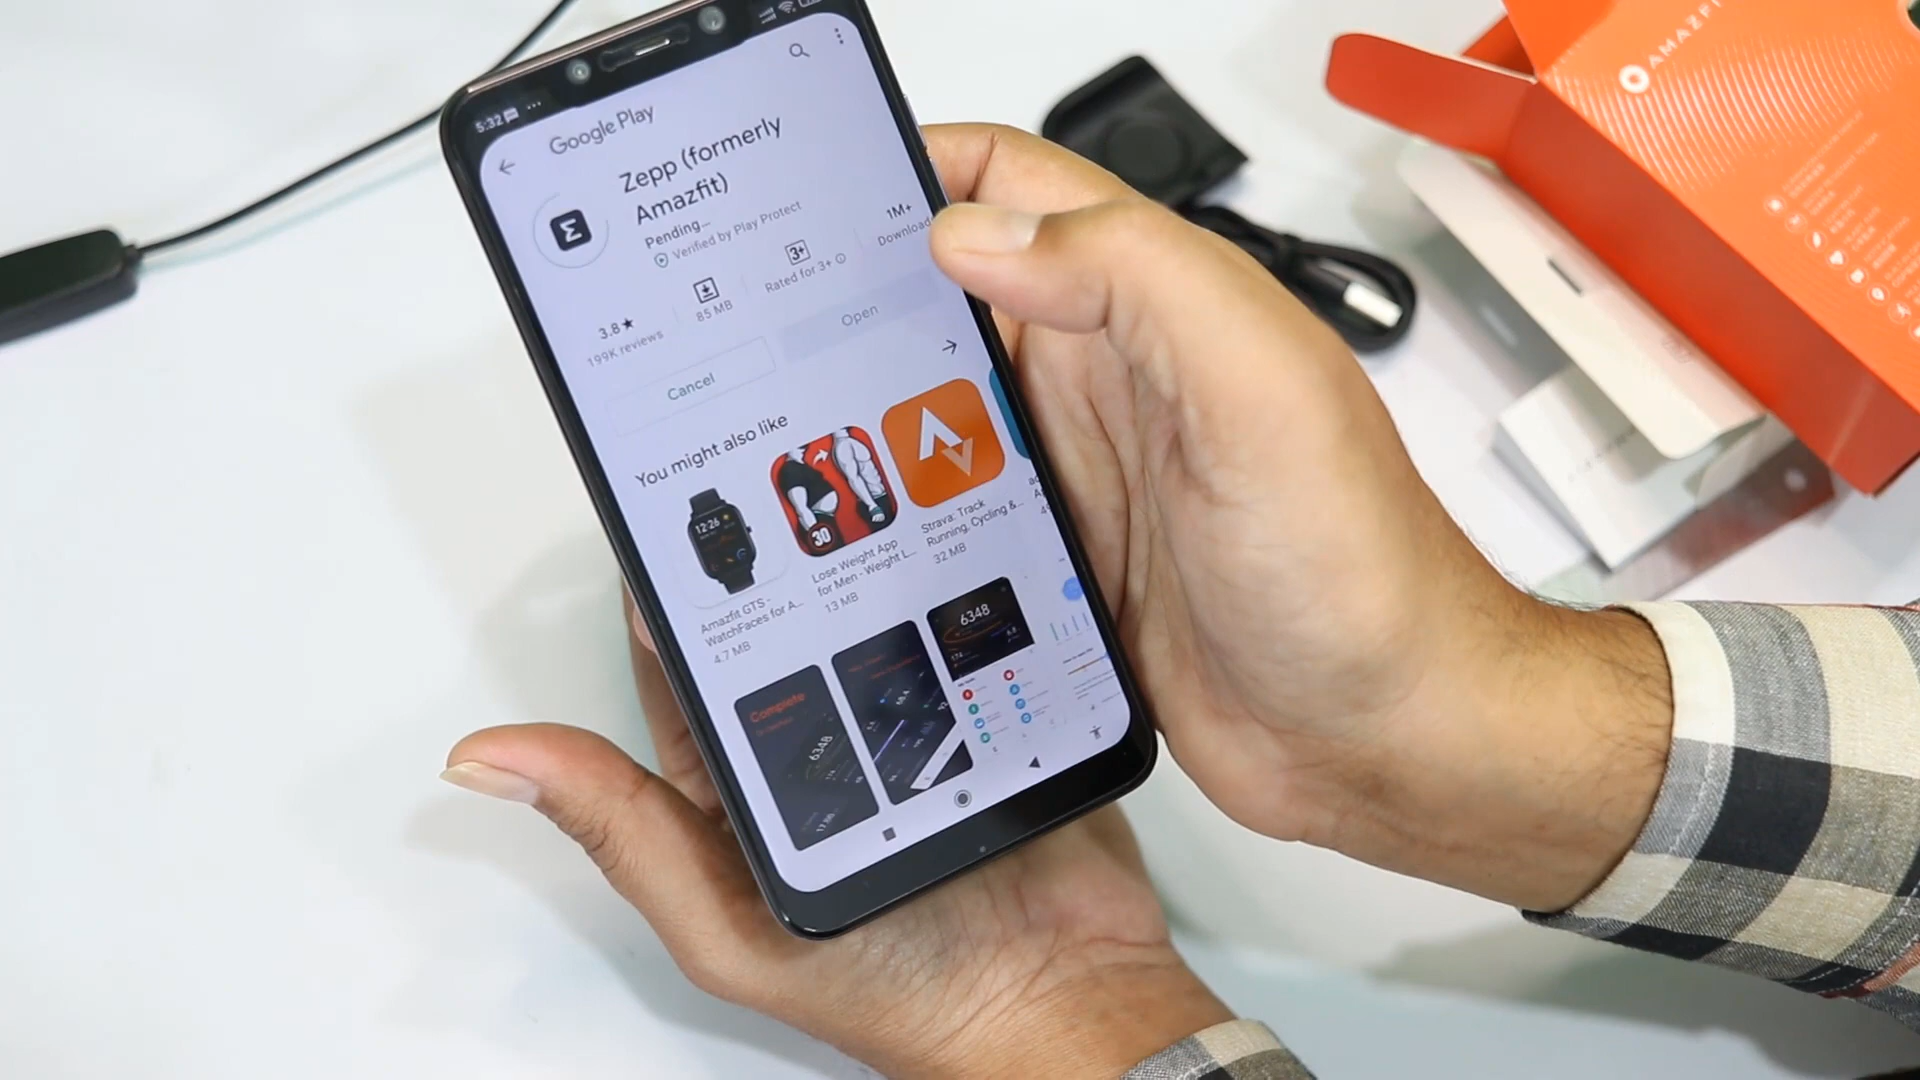 5:32
Google Play
Zepp (formerly
Amazfit)
Pending...
Verified by Play Protect
3.8★
199K reviews
85 MB
3+
Rated for 3+
1M+
Download
Cancel
Open
You might also like
12:26
Amazfit GTS -
WatchFaces for A...
4.7 MB
30
Lose Weight App
for Men - Weight L...
13 MB
Strava: Track
Running, Cycling &...
32 MB
Complete
6348
6348
AMAZFI